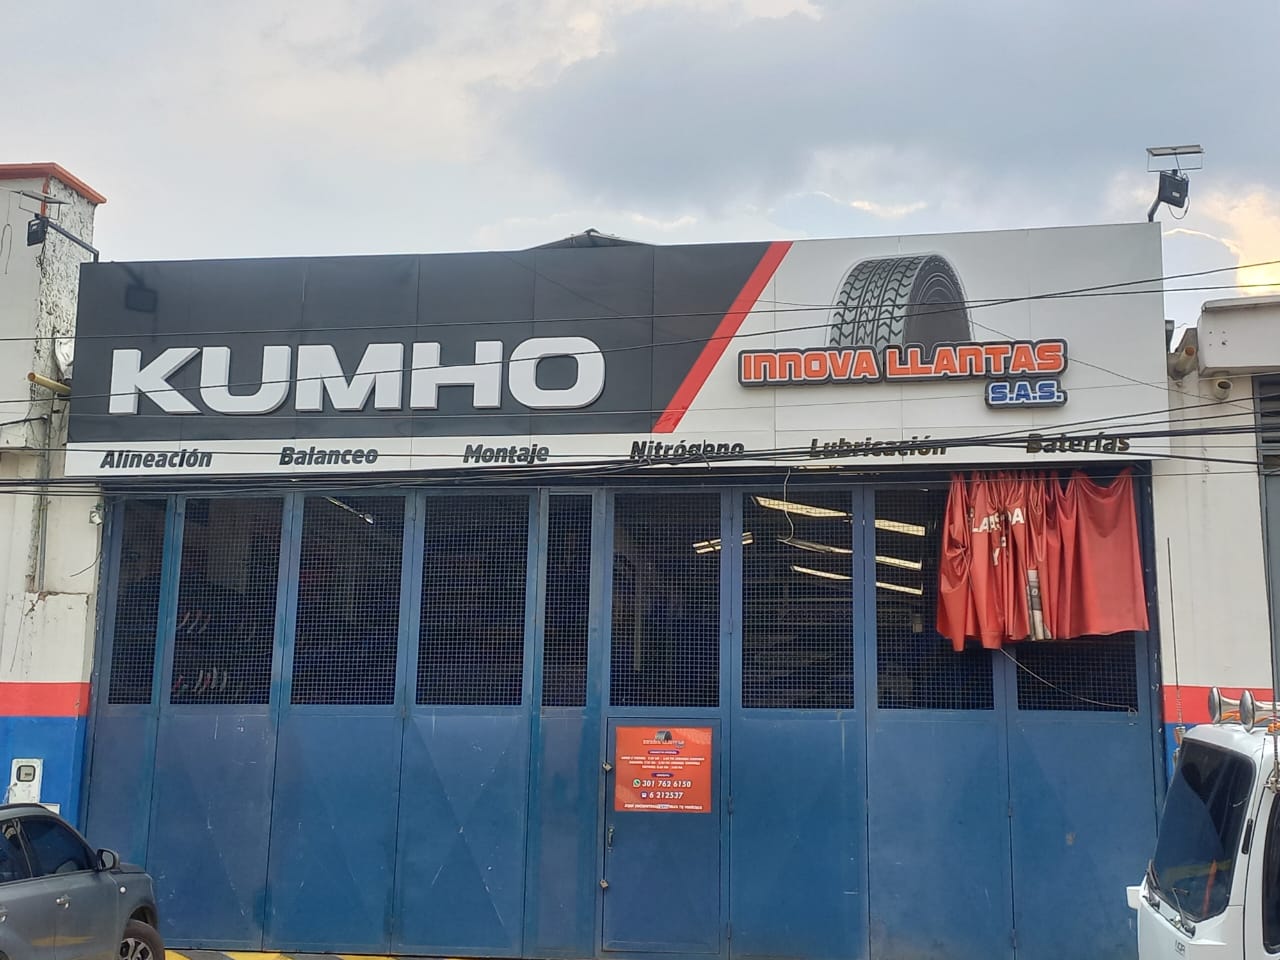 KUMHO
INNOVA LLANTAS
S.A.S.
Alineación Balanceo Montaje Nitrógeno Lubricación Baterías
301 762 6150
6 212537